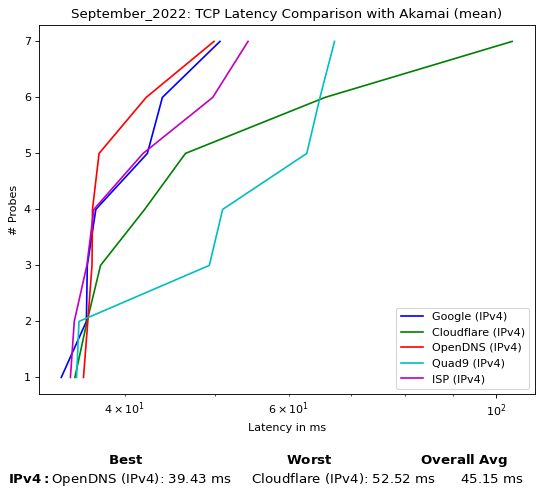 September_2022: TCP Latency Comparison with Akamai (mean)
# Probes
7
6
5
4
3
2
1
Google (IPv4)
Cloudflare (IPv4)
OpenDNS (IPv4)
Quad9 (IPv4)
ISP (IPv4)
4 × 10¹ 6 × 10¹ 10²
Latency in ms
Best Worst Overall Avg
IPv4: OpenDNS (IPv4): 39.43 ms Cloudflare (IPv4): 52.52 ms 45.15 ms